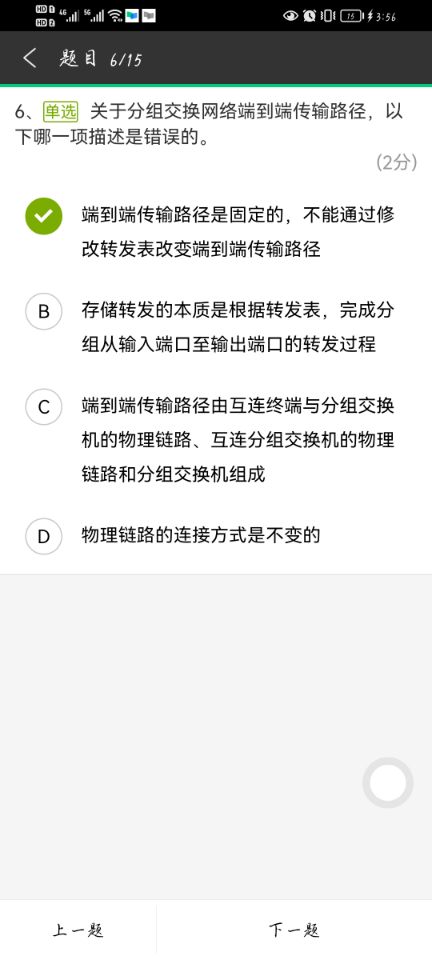 HD 1 4G 5G 15 3:56
HD 2
题目 6/15
6、单选 关于分组交换网络端到端传输路径，以
下哪一项描述是错误的。
(2分)
端到端传输路径是固定的，不能通过修
改转发表改变端到端传输路径
B 存储转发的本质是根据转发表，完成分
组从输入端口至输出端口的转发过程
C 端到端传输路径由互连终端与分组交换
机的物理链路、互连分组交换机的物理
链路和分组交换机组成
D 物理链路的连接方式是不变的
上一题 下一题